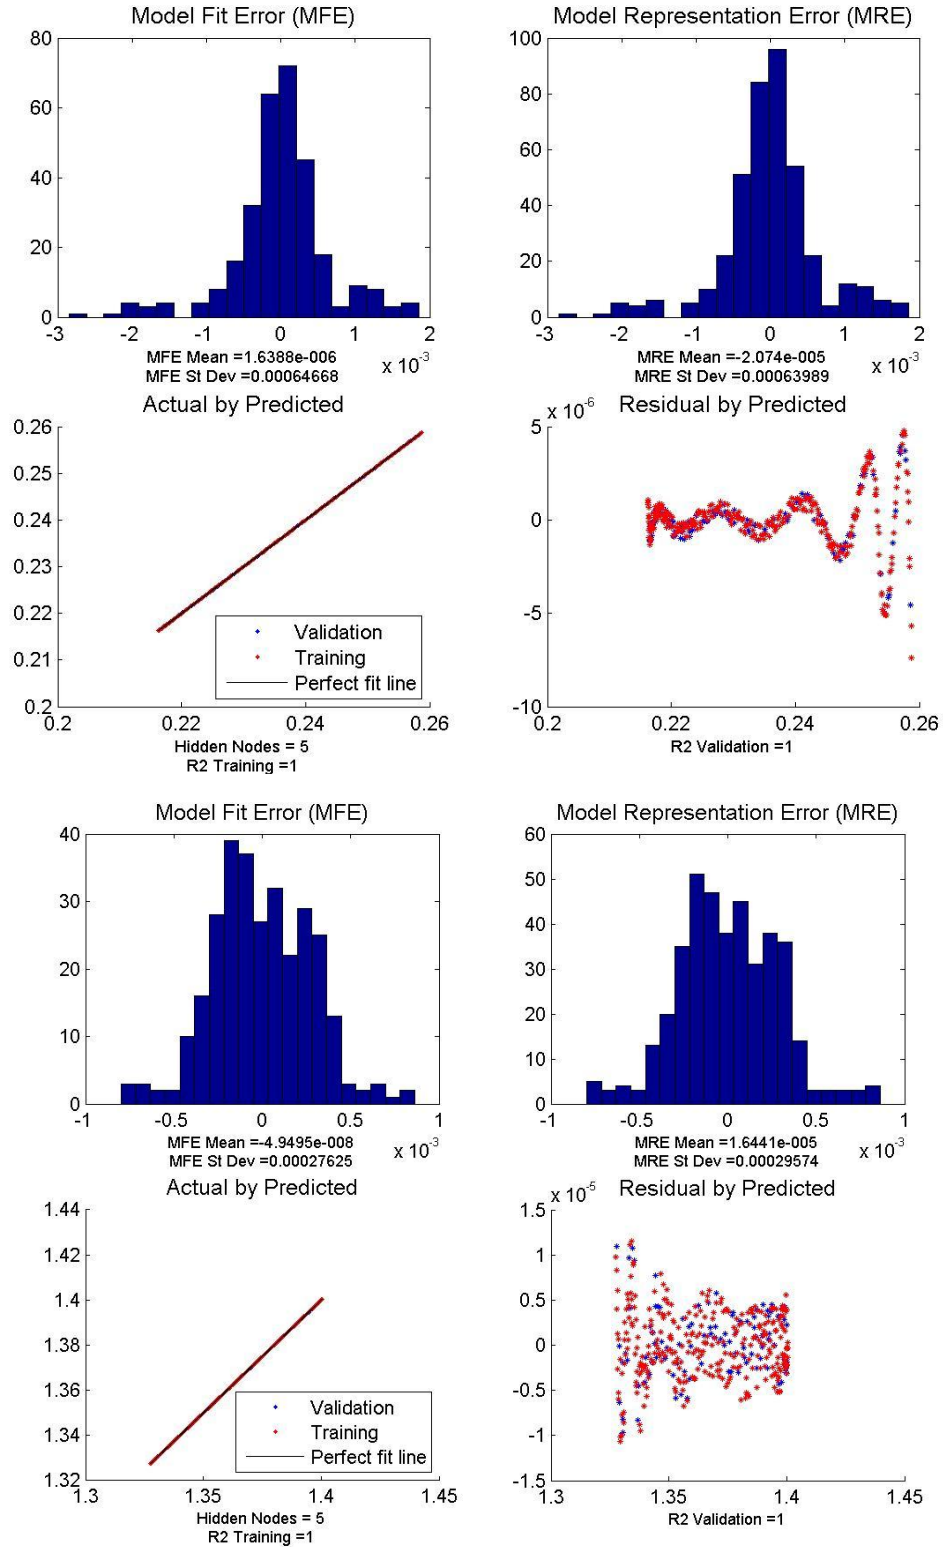 Model Fit Error (MFE)
Model Representation Error (MRE)
80
60
40
20
0
-3 -2 -1 0 1 2
x 10-3
MFE Mean =1.6388e-006
MFE St Dev =0.00064668
100
80
60
40
20
0
-3 -2 -1 0 1 2
x 10-3
MRE Mean =-2.074e-005
MRE St Dev =0.00063989
Actual by Predicted
0.26
0.25
0.24
0.23
0.22
0.21
0.2
0.2 0.22 0.24 0.26
Validation
Training
Perfect fit line
Hidden Nodes = 5
R2 Training =1
Residual by Predicted
x 10-6
5
0
-5
-10
0.2 0.22 0.24 0.26
R2 Validation =1
Model Fit Error (MFE)
Model Representation Error (MRE)
40
30
20
10
0
-1 -0.5 0 0.5 1
x 10-3
MFE Mean =-4.9495e-008
MFE St Dev =0.00027625
60
50
40
30
20
10
0
-1 -0.5 0 0.5 1
x 10-3
MRE Mean =1.6441e-005
MRE St Dev =0.00029574
Actual by Predicted
1.44
1.42
1.4
1.38
1.36
1.34
1.32
1.3 1.35 1.4 1.45
Validation
Training
Perfect fit line
Hidden Nodes = 5
R2 Training =1
Residual by Predicted
x 10-5
1.5
1
0.5
0
-0.5
-1
-1.5
1.3 1.35 1.4 1.45
R2 Validation =1